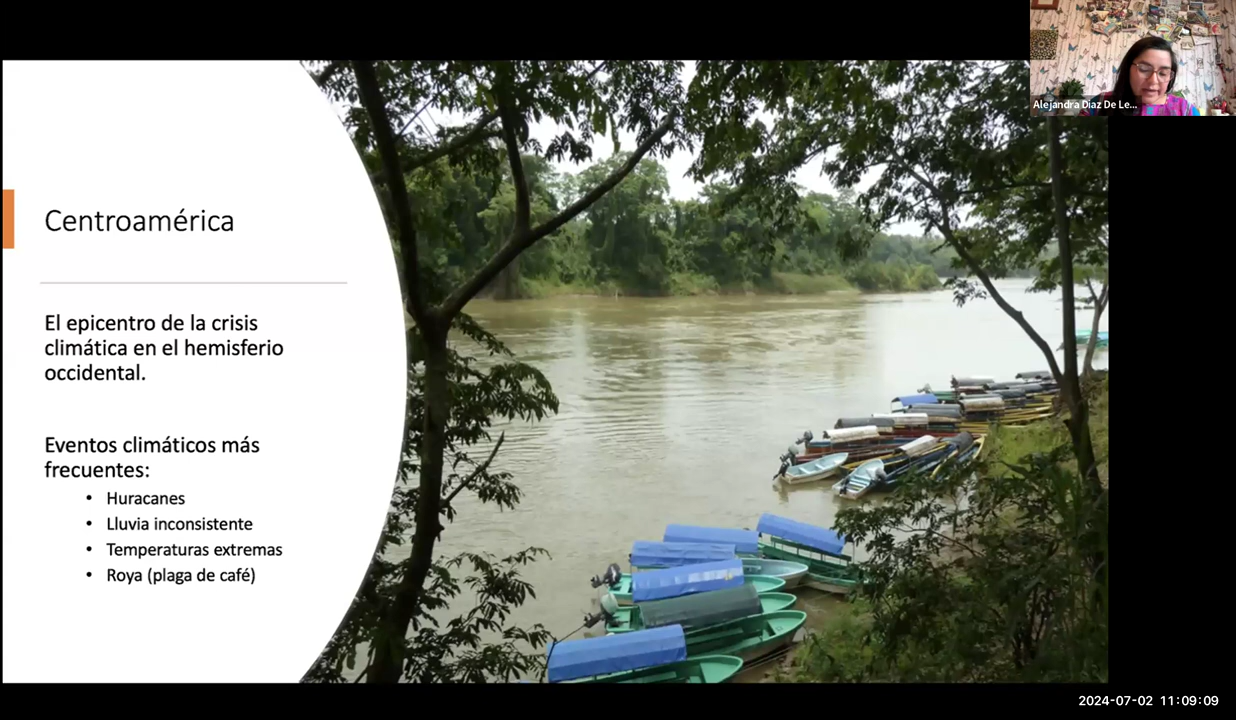 Alejandra Diaz De Le...
Centroamérica
El epicentro de la crisis
climática en el hemisferio
occidental.
Eventos climáticos más
frecuentes:
• Huracanes
• Lluvia inconsistente
• Temperaturas extremas
• Roya (plaga de café)
2024-07-02 11:09:09